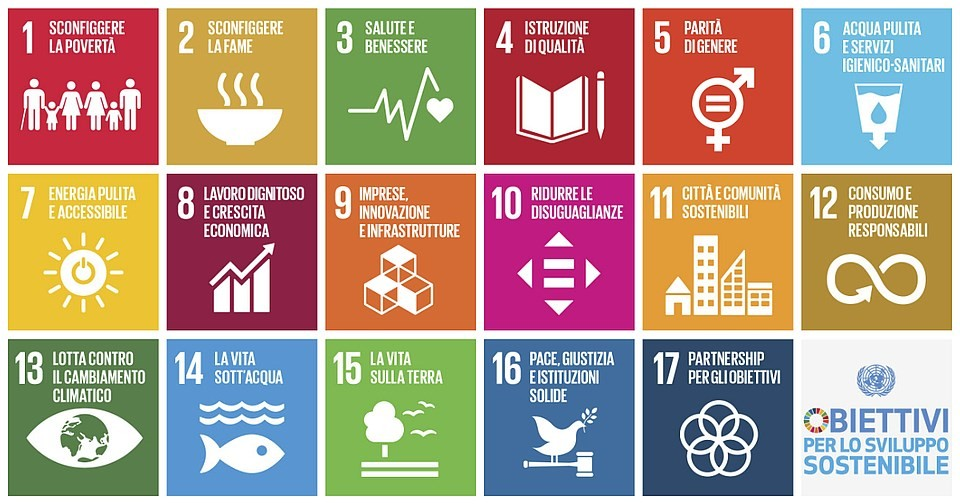 1 SCONFIGGERE
LA POVERTÀ
2 SCONFIGGERE
LA FAME
3 SALUTE E
BENESSERE
4 ISTRUZIONE
DI QUALITÀ
5 PARITÀ
DI GENERE
6 ACQUA PULITA
E SERVIZI
IGIENICO-SANITARI
7 ENERGIA PULITA
E ACCESSIBILE
8 LAVORO DIGNITOSO
E CRESCITA
ECONOMICA
9 IMPRESE,
INNOVAZIONE
E INFRASTRUTTURE
10 RIDURRE LE
DISUGUAGLIANZE
11 CITTÀ E COMUNITÀ
SOSTENIBILI
12 CONSUMO E
PRODUZIONE
RESPONSABILI
13 LOTTA CONTRO
IL CAMBIAMENTO
CLIMATICO
14 LA VITA
SOTT'ACQUA
15 LA VITA
SULLA TERRA
16 PACE, GIUSTIZIA
E ISTITUZIONI
SOLIDE
17 PARTNERSHIP
PER GLI OBIETTIVI
OBIETTIVI
PER LO SVILUPPO
SOSTENIBILE